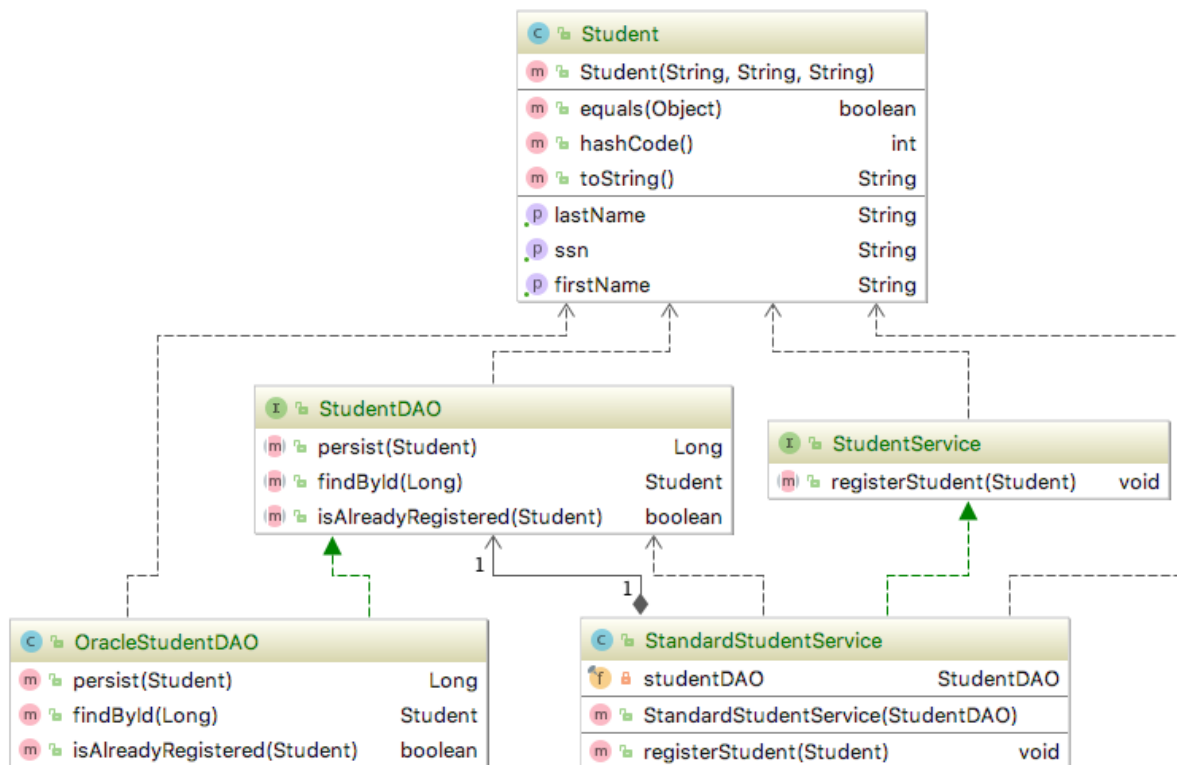 C Student
m Student(String, String, String)
m equals(Object) boolean
m hashCode() int
m toString() String
p lastName String
p ssn String
p firstName String
I StudentDAO
m persist(Student) Long
m findById(Long) Student
m isAlreadyRegistered(Student) boolean
I StudentService
m registerStudent(Student) void
1
1
C OracleStudentDAO
m persist(Student) Long
m findById(Long) Student
m isAlreadyRegistered(Student) boolean
C StandardStudentService
f studentDAO StudentDAO
m StandardStudentService(StudentDAO)
m registerStudent(Student) void